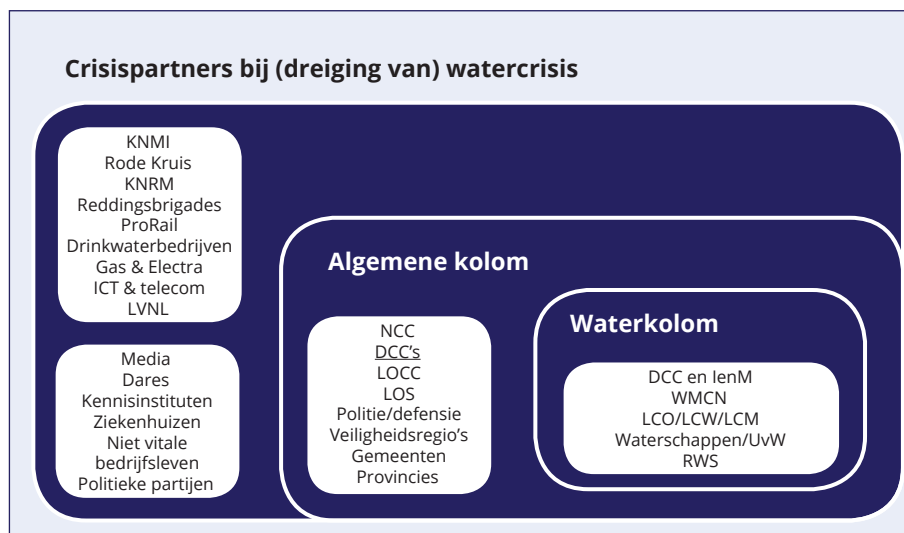 Crisispartners bij (dreiging van) watercrisis
KNMI
Rode Kruis
KNRM
Reddingsbrigades
ProRail
Drinkwaterbedrijven
Gas & Electra
ICT & telecom
LVNL
Media
Dares
Kennisinstituten
Ziekenhuizen
Niet vitale
bedrijfsleven
Politieke partijen
Algemene kolom
NCC
DCC's
LOCC
LOS
Politie/defensie
Veiligheidsregio's
Gemeenten
Provincies
Waterkolom
DCC en IenM
WMCN
LCO/LCW/LCM
Waterschappen/UvW
RWS